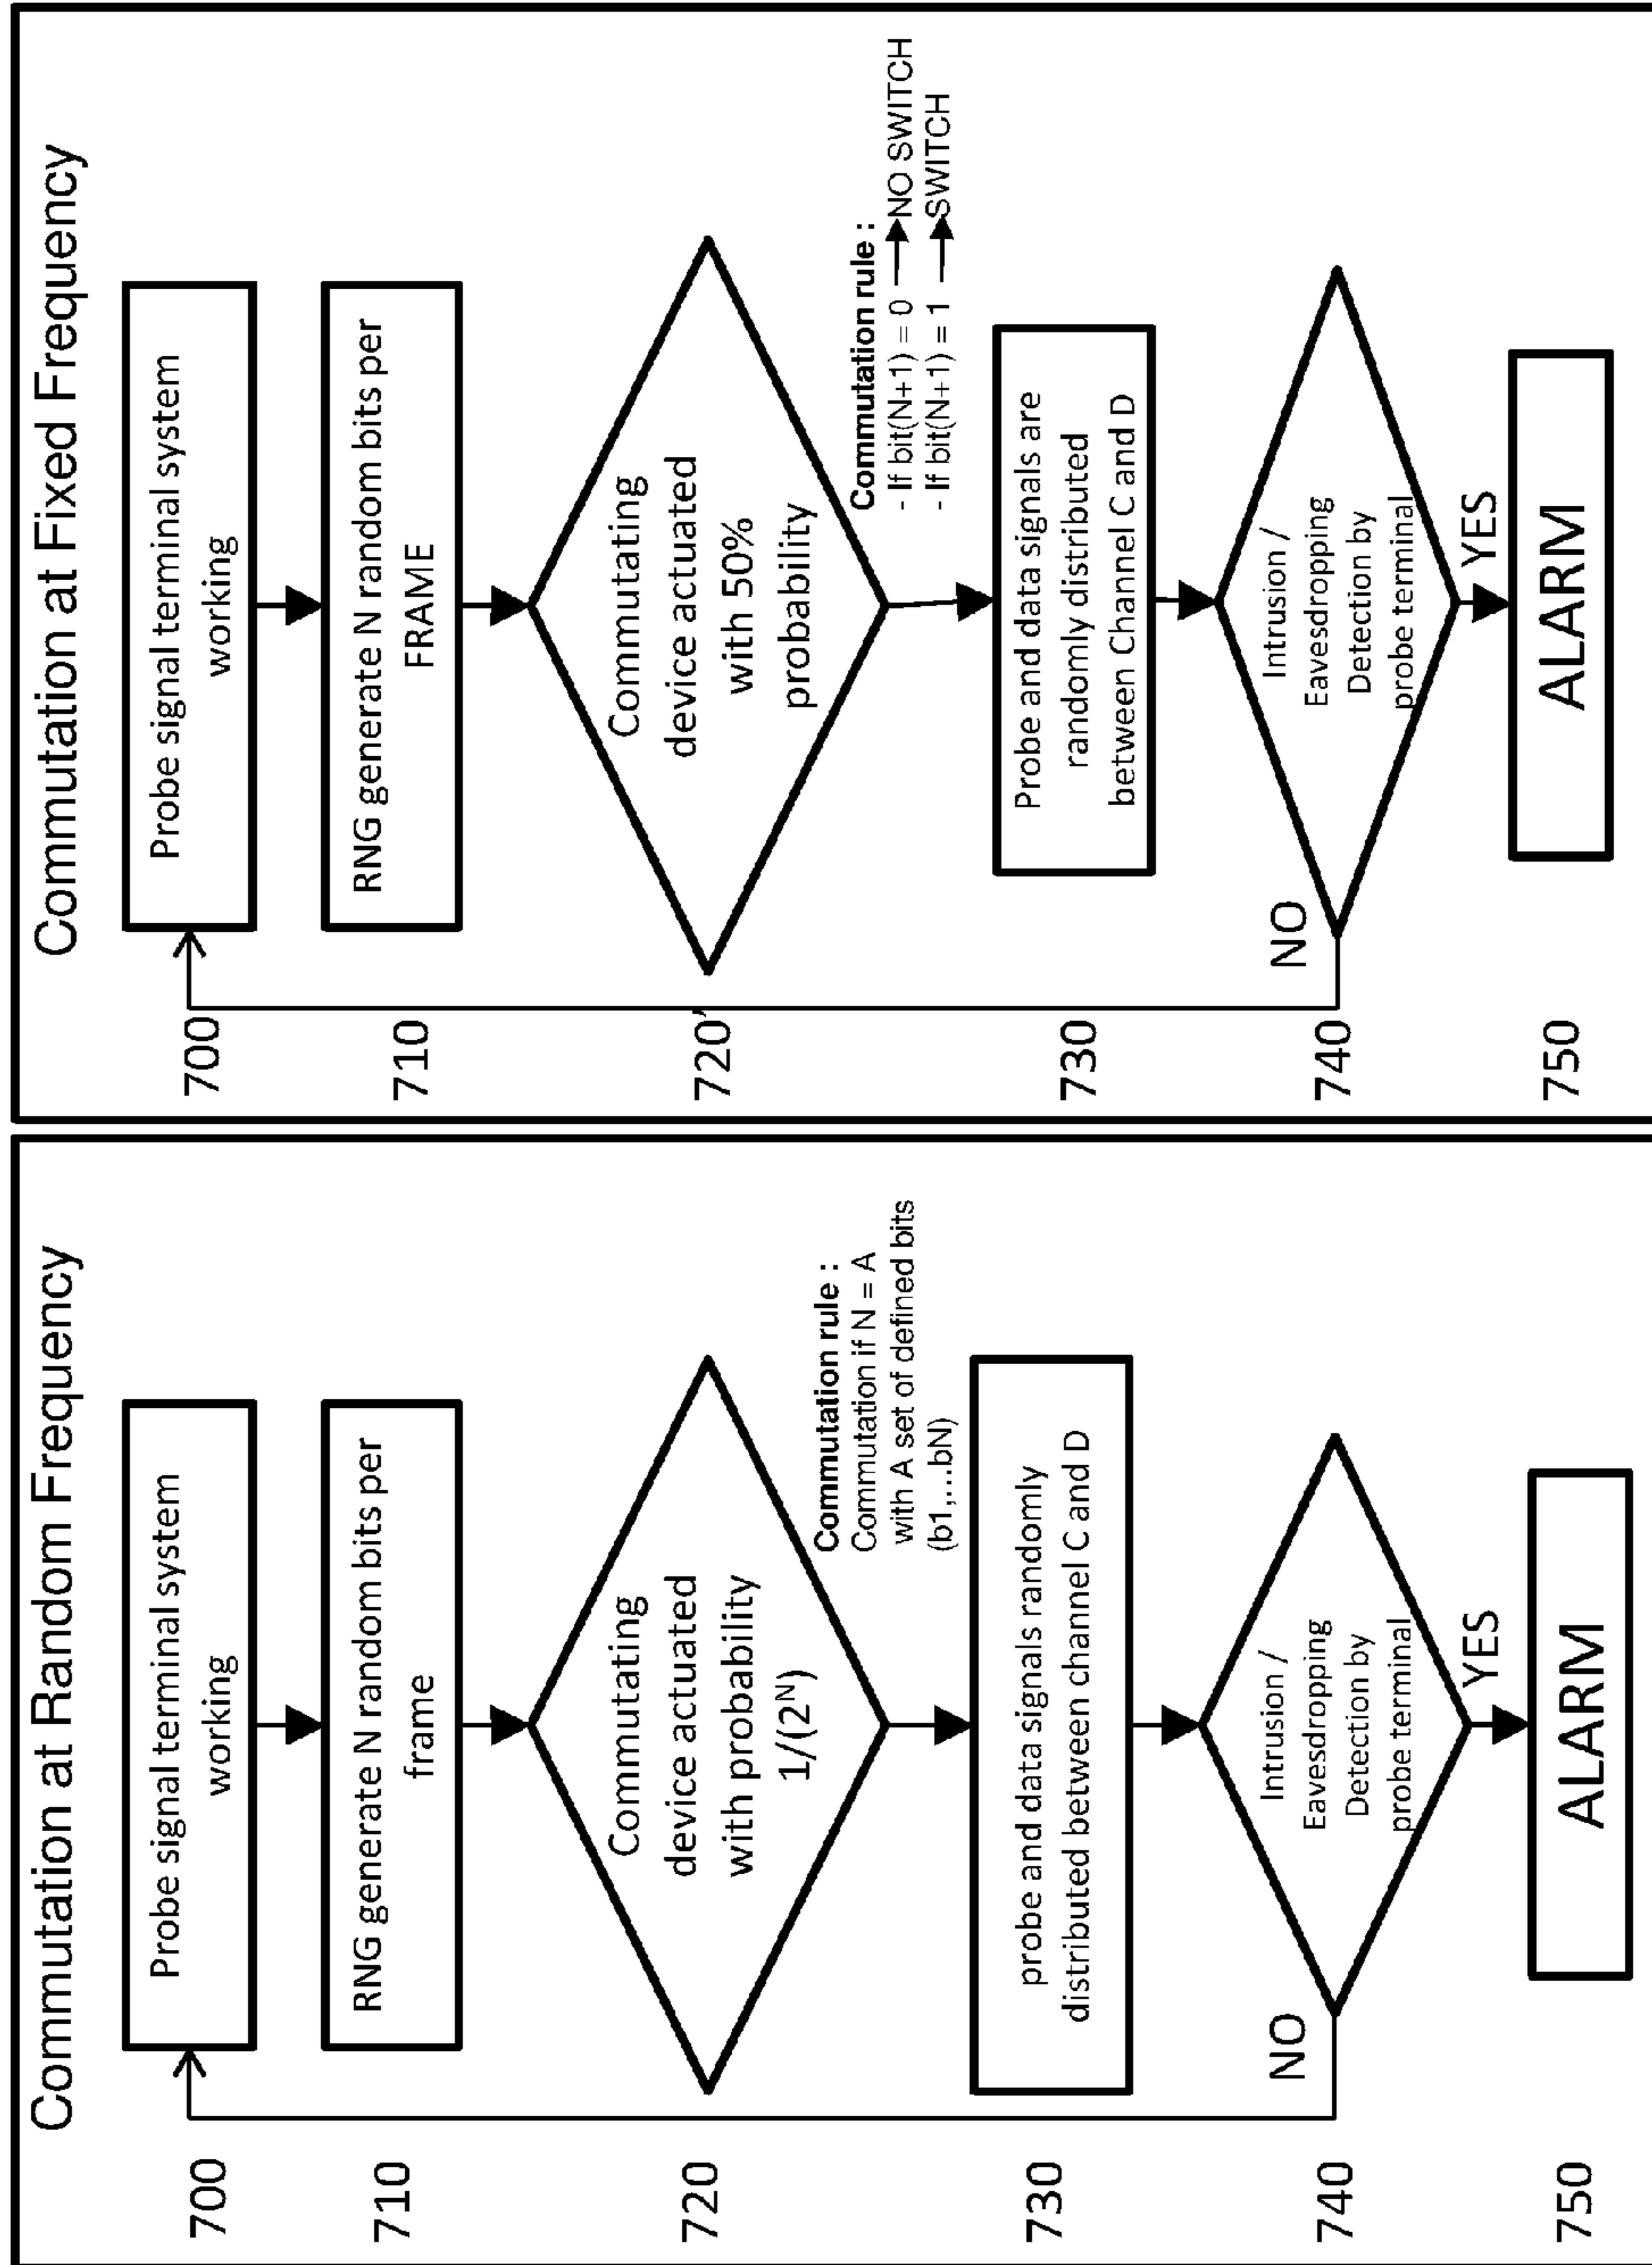 Commutation at Random Frequency
700
Probe signal terminal system
working
710
RNG generate N random bits per
frame
720
Commutating
device actuated
with probability
1/(2ᴺ)
Commutation rule :
Commutation if N = A
with A set of defined bits
(b1,...bN)
730
probe and data signals randomly
distributed between channel C and D
740
Intrusion /
Eavesdropping
Detection by
probe terminal
NO
YES
750
ALARM
Commutation at Fixed Frequency
700
Probe signal terminal system
working
710
RNG generate N random bits per
FRAME
720'
Commutating
device actuated
with 50%
probability
Commutation rule :
- If bit(N+1) = 0 → NO SWITCH
- If bit(N+1) = 1 → SWITCH
730
Probe and data signals are
randomly distributed
between Channel C and D
740
Intrusion /
Eavesdropping
Detection by
probe terminal
NO
YES
750
ALARM